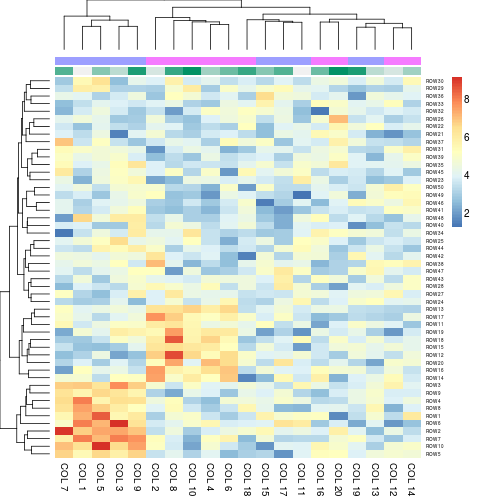 ROW30
ROW29
ROW36
ROW33
ROW32
ROW26
ROW22
ROW21
ROW37
ROW31
ROW39
ROW35
ROW45
ROW23
ROW50
ROW49
ROW46
ROW41
ROW48
ROW40
ROW34
ROW25
ROW44
ROW42
ROW38
ROW47
ROW43
ROW28
ROW27
ROW24
ROW13
ROW17
ROW11
ROW19
ROW18
ROW15
ROW12
ROW20
ROW16
ROW14
ROW3
ROW9
ROW4
ROW8
ROW1
ROW6
ROW2
ROW7
ROW10
ROW5
8
6
4
2
COL 7
COL 1
COL 5
COL 3
COL 9
COL 2
COL 8
COL 10
COL 4
COL 6
COL 18
COL 15
COL 17
COL 11
COL 16
COL 20
COL 19
COL 13
COL 12
COL 14